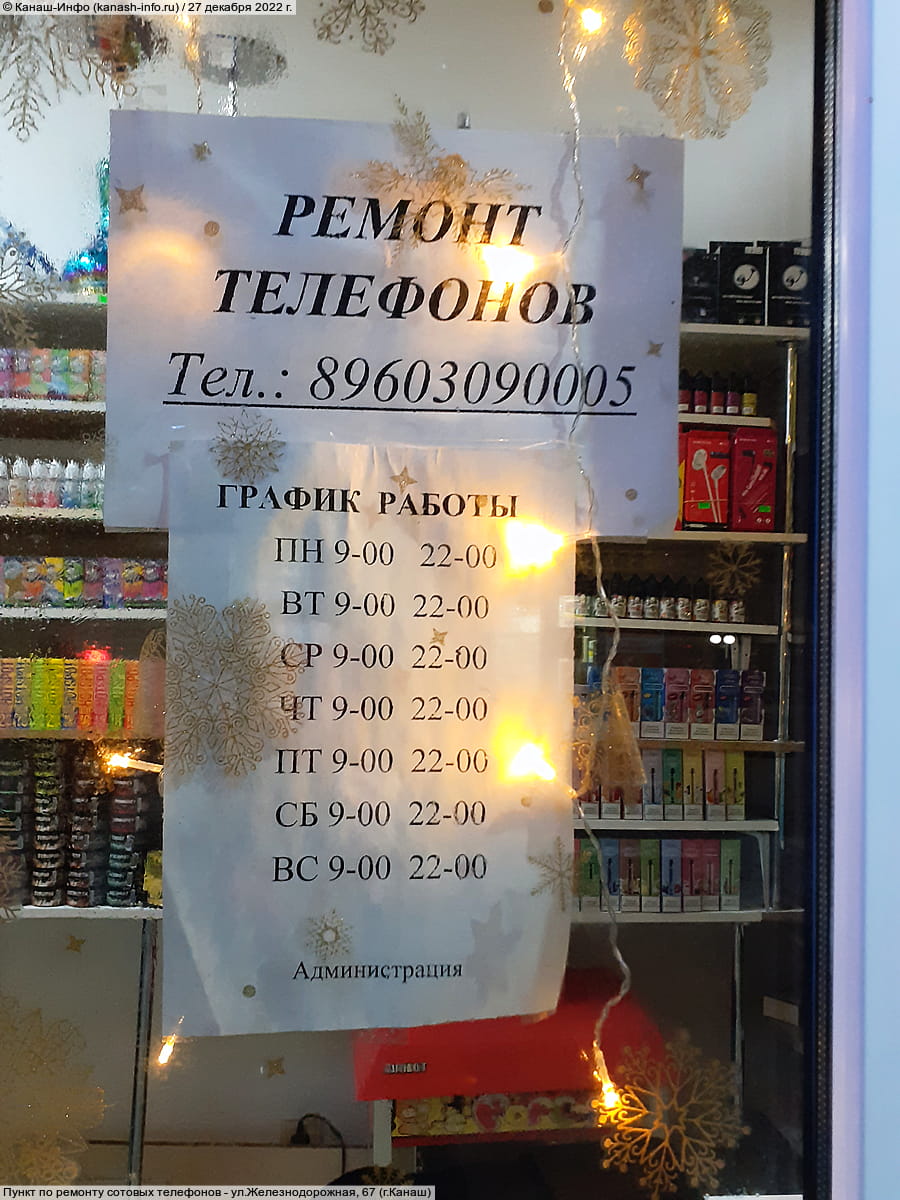 © Канаш-Инфо (kanash-info.ru) / 27 декабря 2022 г.
РЕМОНТ
ТЕЛЕФОНОВ
Тел.: 89603090005
ГРАФИК РАБОТЫ
ПН 9-00 22-00
ВТ 9-00 22-00
СР 9-00 22-00
ЧТ 9-00 22-00
ПТ 9-00 22-00
СБ 9-00 22-00
ВС 9-00 22-00
Администрация
Пункт по ремонту сотовых телефонов - ул.Железнодорожная, 67 (г.Канаш)